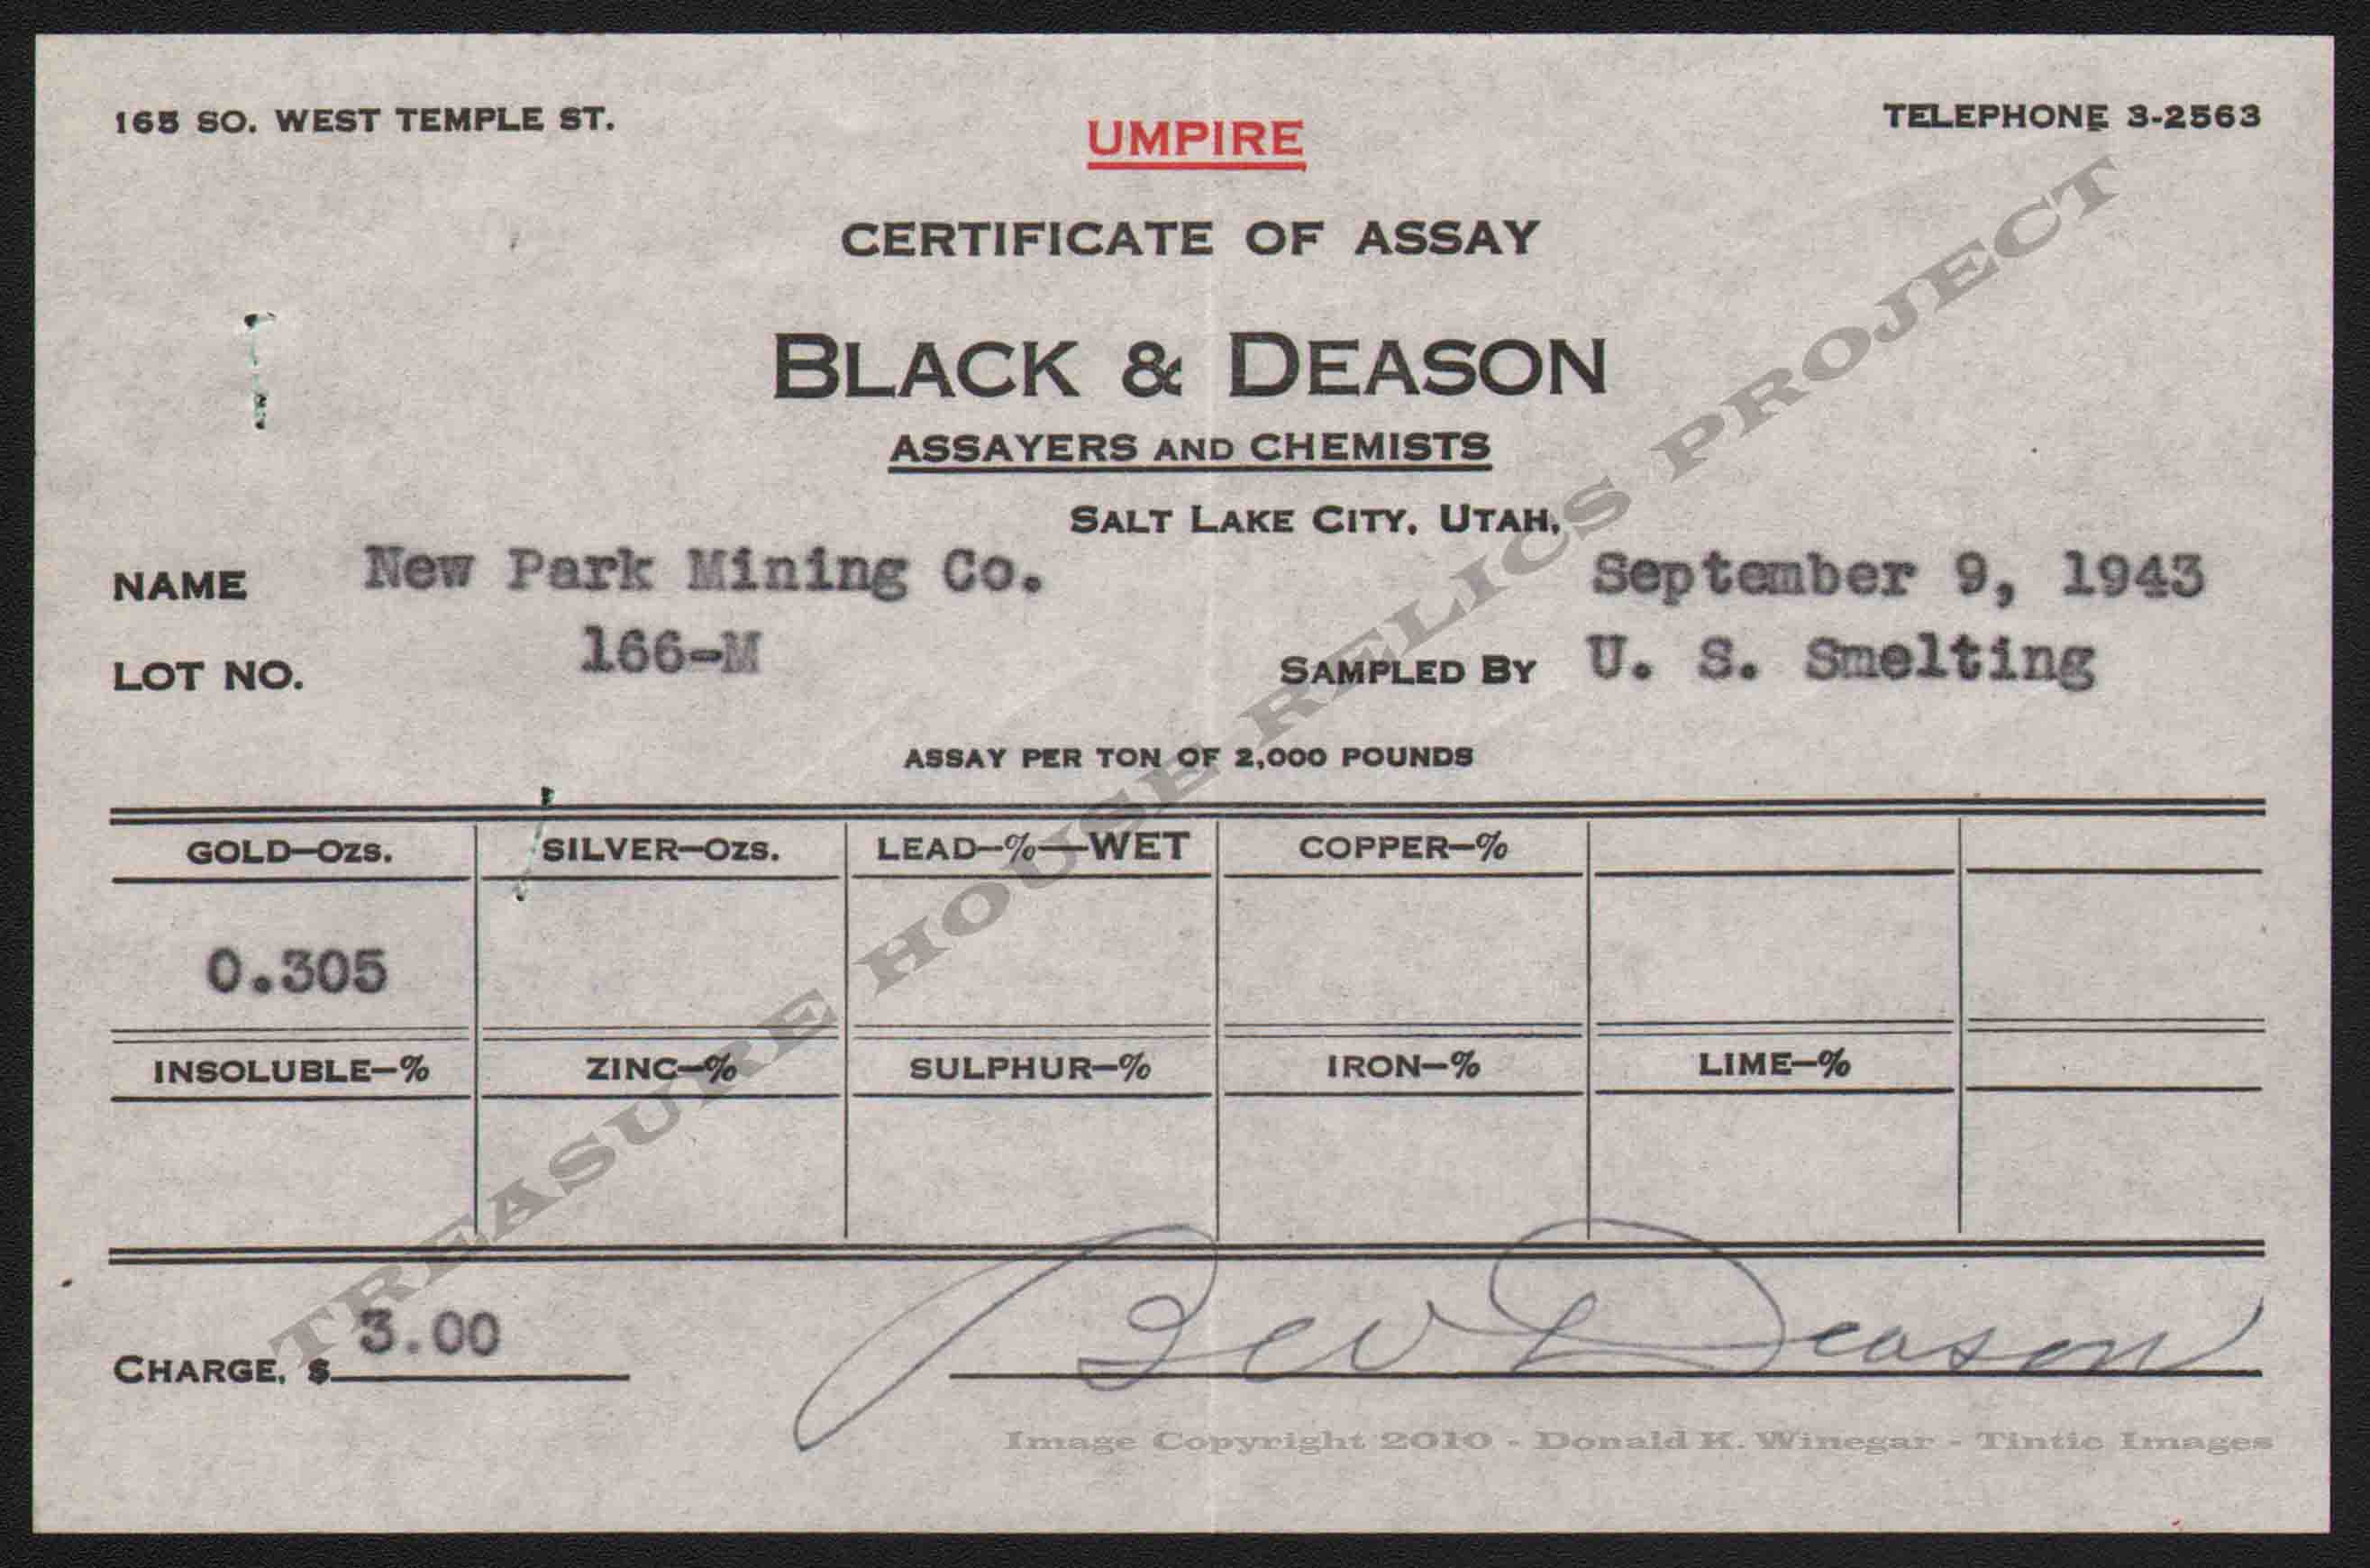 165 SO. WEST TEMPLE ST.
UMPIRE
TELEPHONE 3-2563
CERTIFICATE OF ASSAY
BLACK & DEASON
ASSAYERS AND CHEMISTS
SALT LAKE CITY, UTAH,
NAME New Park Mining Co. September 9, 1943
LOT NO. 166-M SAMPLED BY U. S. Smelting
ASSAY PER TON OF 2,000 POUNDS
GOLD—Ozs. SILVER—Ozs. LEAD—%—WET COPPER—%
0.305
INSOLUBLE—% ZINC—% SULPHUR—% IRON—% LIME—%
CHARGE, $ 3.00
Bew Deason
TREASURE HOUSE RELICS PROJECT
Image Copyright 2010 - Donald K. Winegar - Tintic Images